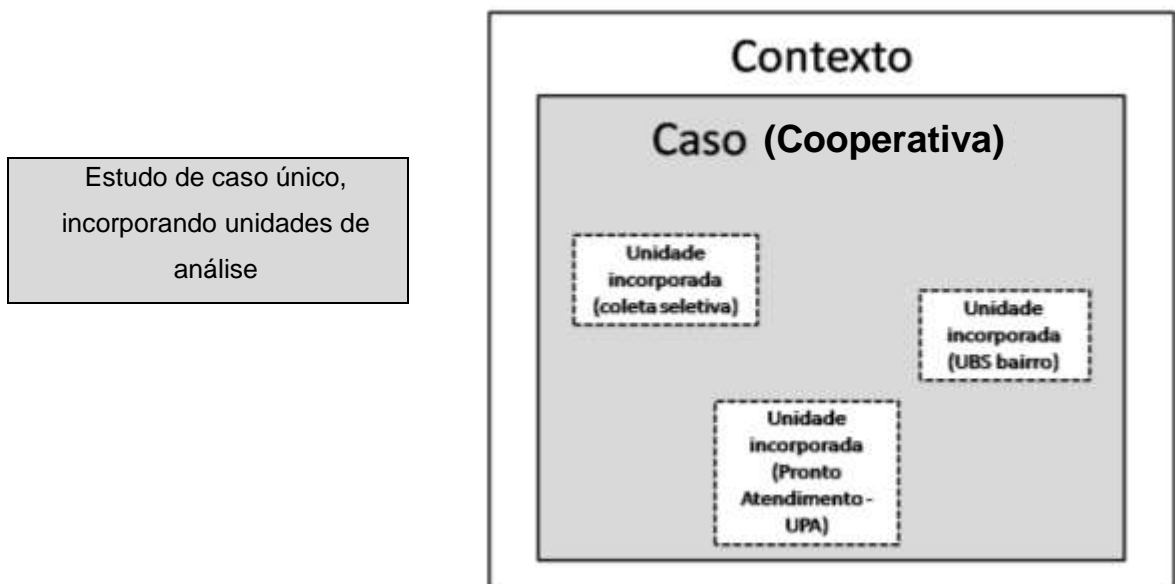 Estudo de caso único,
incorporando unidades de
análise
Contexto
Caso (Cooperativa)
Unidade
incorporada
(coleta seletiva)
Unidade
incorporada
(UBS bairro)
Unidade
incorporada
(Pronto
Atendimento -
UPA)